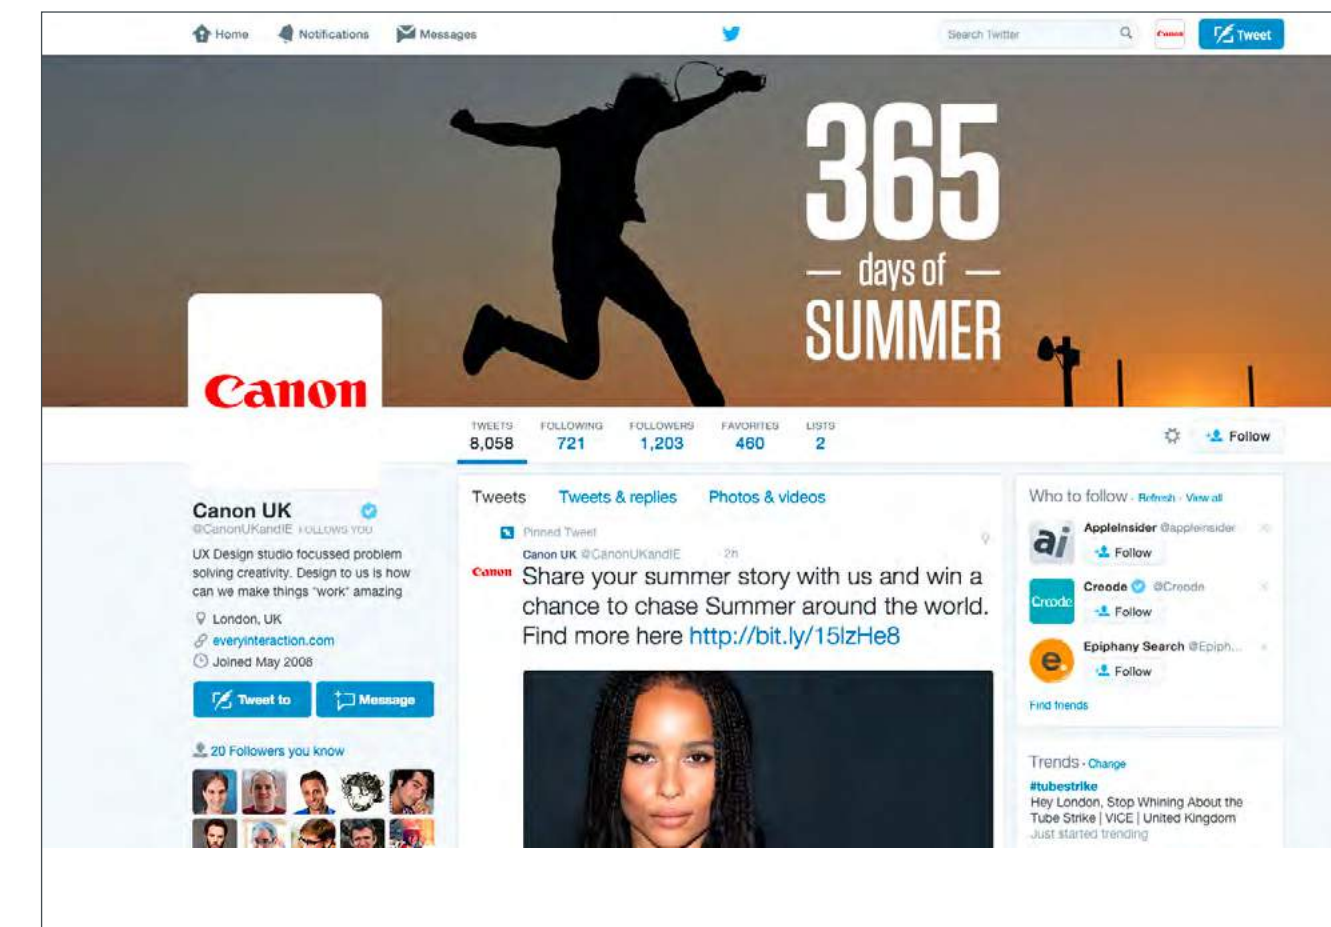 Home Notifications Messages Search Twitter Canon Tweet
365
days of
SUMMER
Canon
TWEETS FOLLOWING FOLLOWERS FAVORITES LISTS
8,058 721 1,203 460 2
Follow
Canon UK
@CanonUKandIE FOLLOWS YOU
UX Design studio focussed problem
solving creativity. Design to us is how
can we make things "work" amazing
London, UK
everyinteraction.com
Joined May 2008
Tweet to Message
20 Followers you know
Tweets Tweets & replies Photos & videos
Pinned Tweet
Canon UK @CanonUKandIE · 2h
Canon
Share your summer story with us and win a
chance to chase Summer around the world.
Find more here http://bit.ly/15lzHe8
Who to follow · Refresh · View all
ai
AppleInsider @appleinsider
Follow
Creode
Creode @Creode
Follow
e.
Epiphany Search @Epiph...
Follow
Find friends
Trends · Change
#tubestrike
Hey London, Stop Whining About the
Tube Strike | VICE | United Kingdom
Just started trending